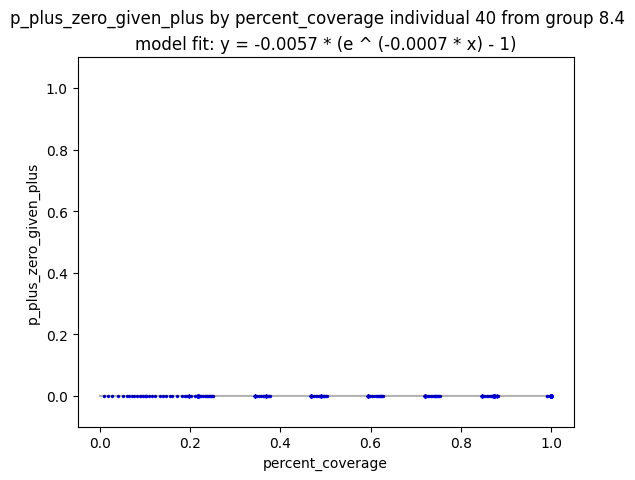 p_plus_zero_given_plus by percent_coverage individual 40 from group 8.4
model fit: y = -0.0057 * (e ^ (-0.0007 * x) - 1)
p_plus_zero_given_plus
1.0
0.8
0.6
0.4
0.2
0.0
0.0 0.2 0.4 0.6 0.8 1.0
percent_coverage